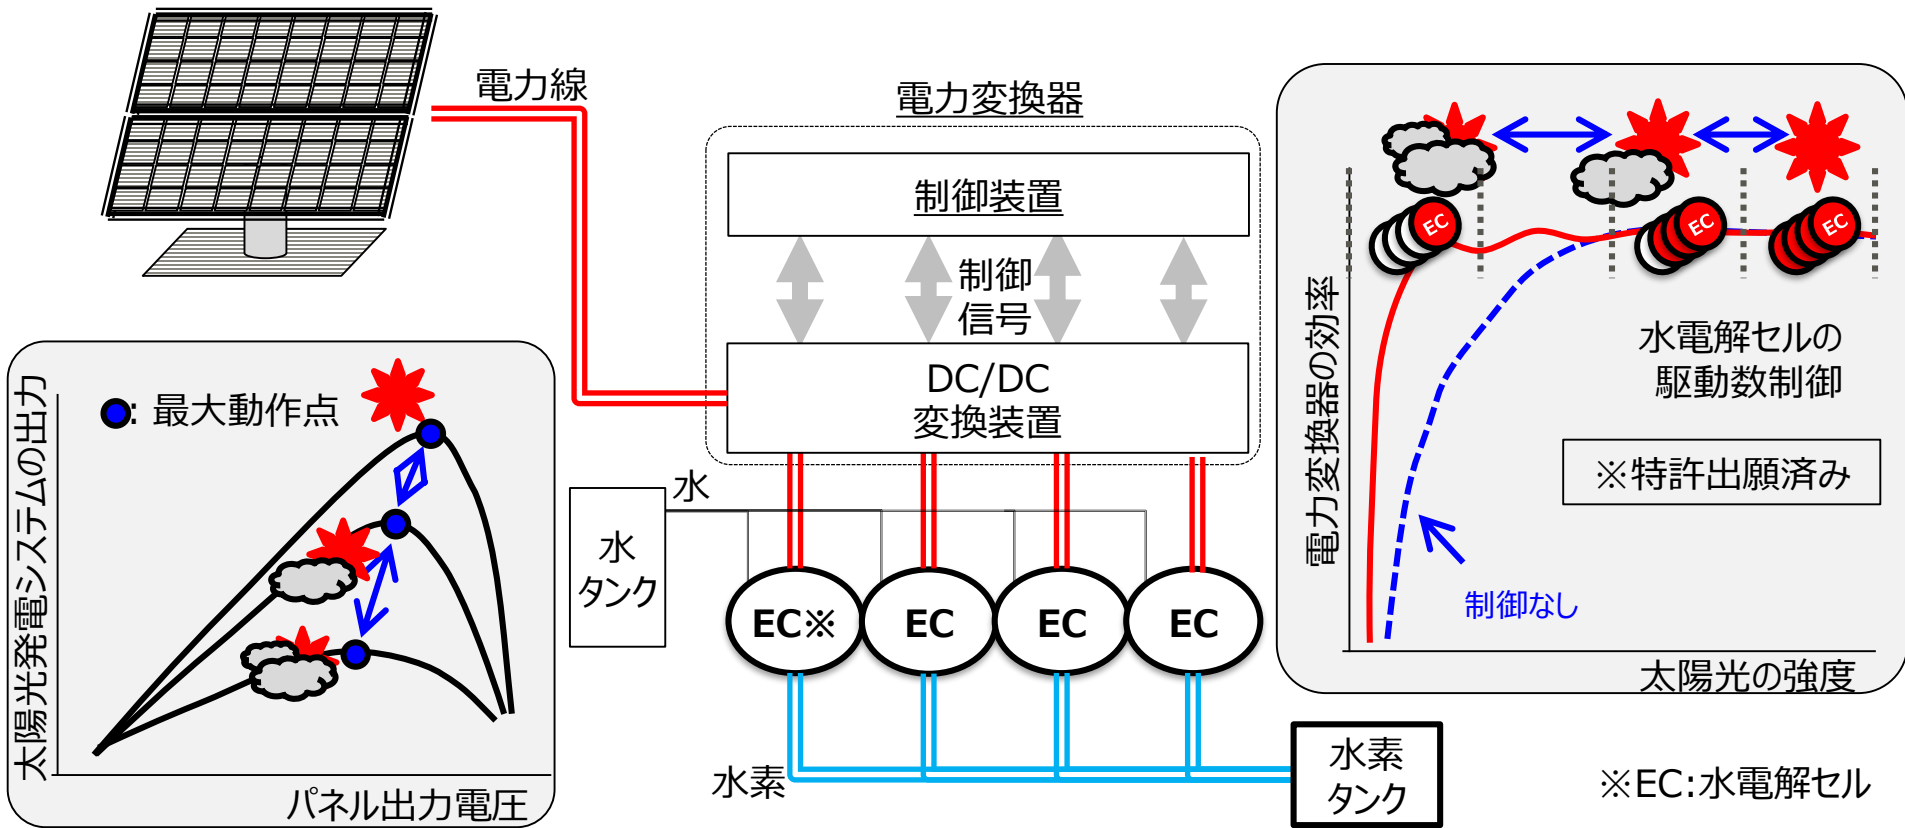 電力線
電力変換器
制御装置
制御
信号
DC/DC
変換装置
水
水
タンク
EC※
EC
EC
EC
水素
水素
タンク
※EC:水電解セル
太陽光発電システムの出力
: 最大動作点
パネル出力電圧
電力変換器の効率
EC
EC
EC
水電解セルの
駆動数制御
※特許出願済み
制御なし
太陽光の強度